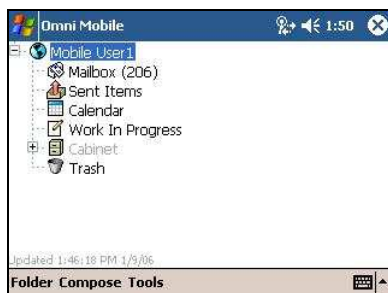 Omni Mobile 1:50
Mobile User1
Mailbox (206)
Sent Items
Calendar
Work In Progress
Cabinet
Trash
Updated 1:46:18 PM 1/9/06
Folder Compose Tools